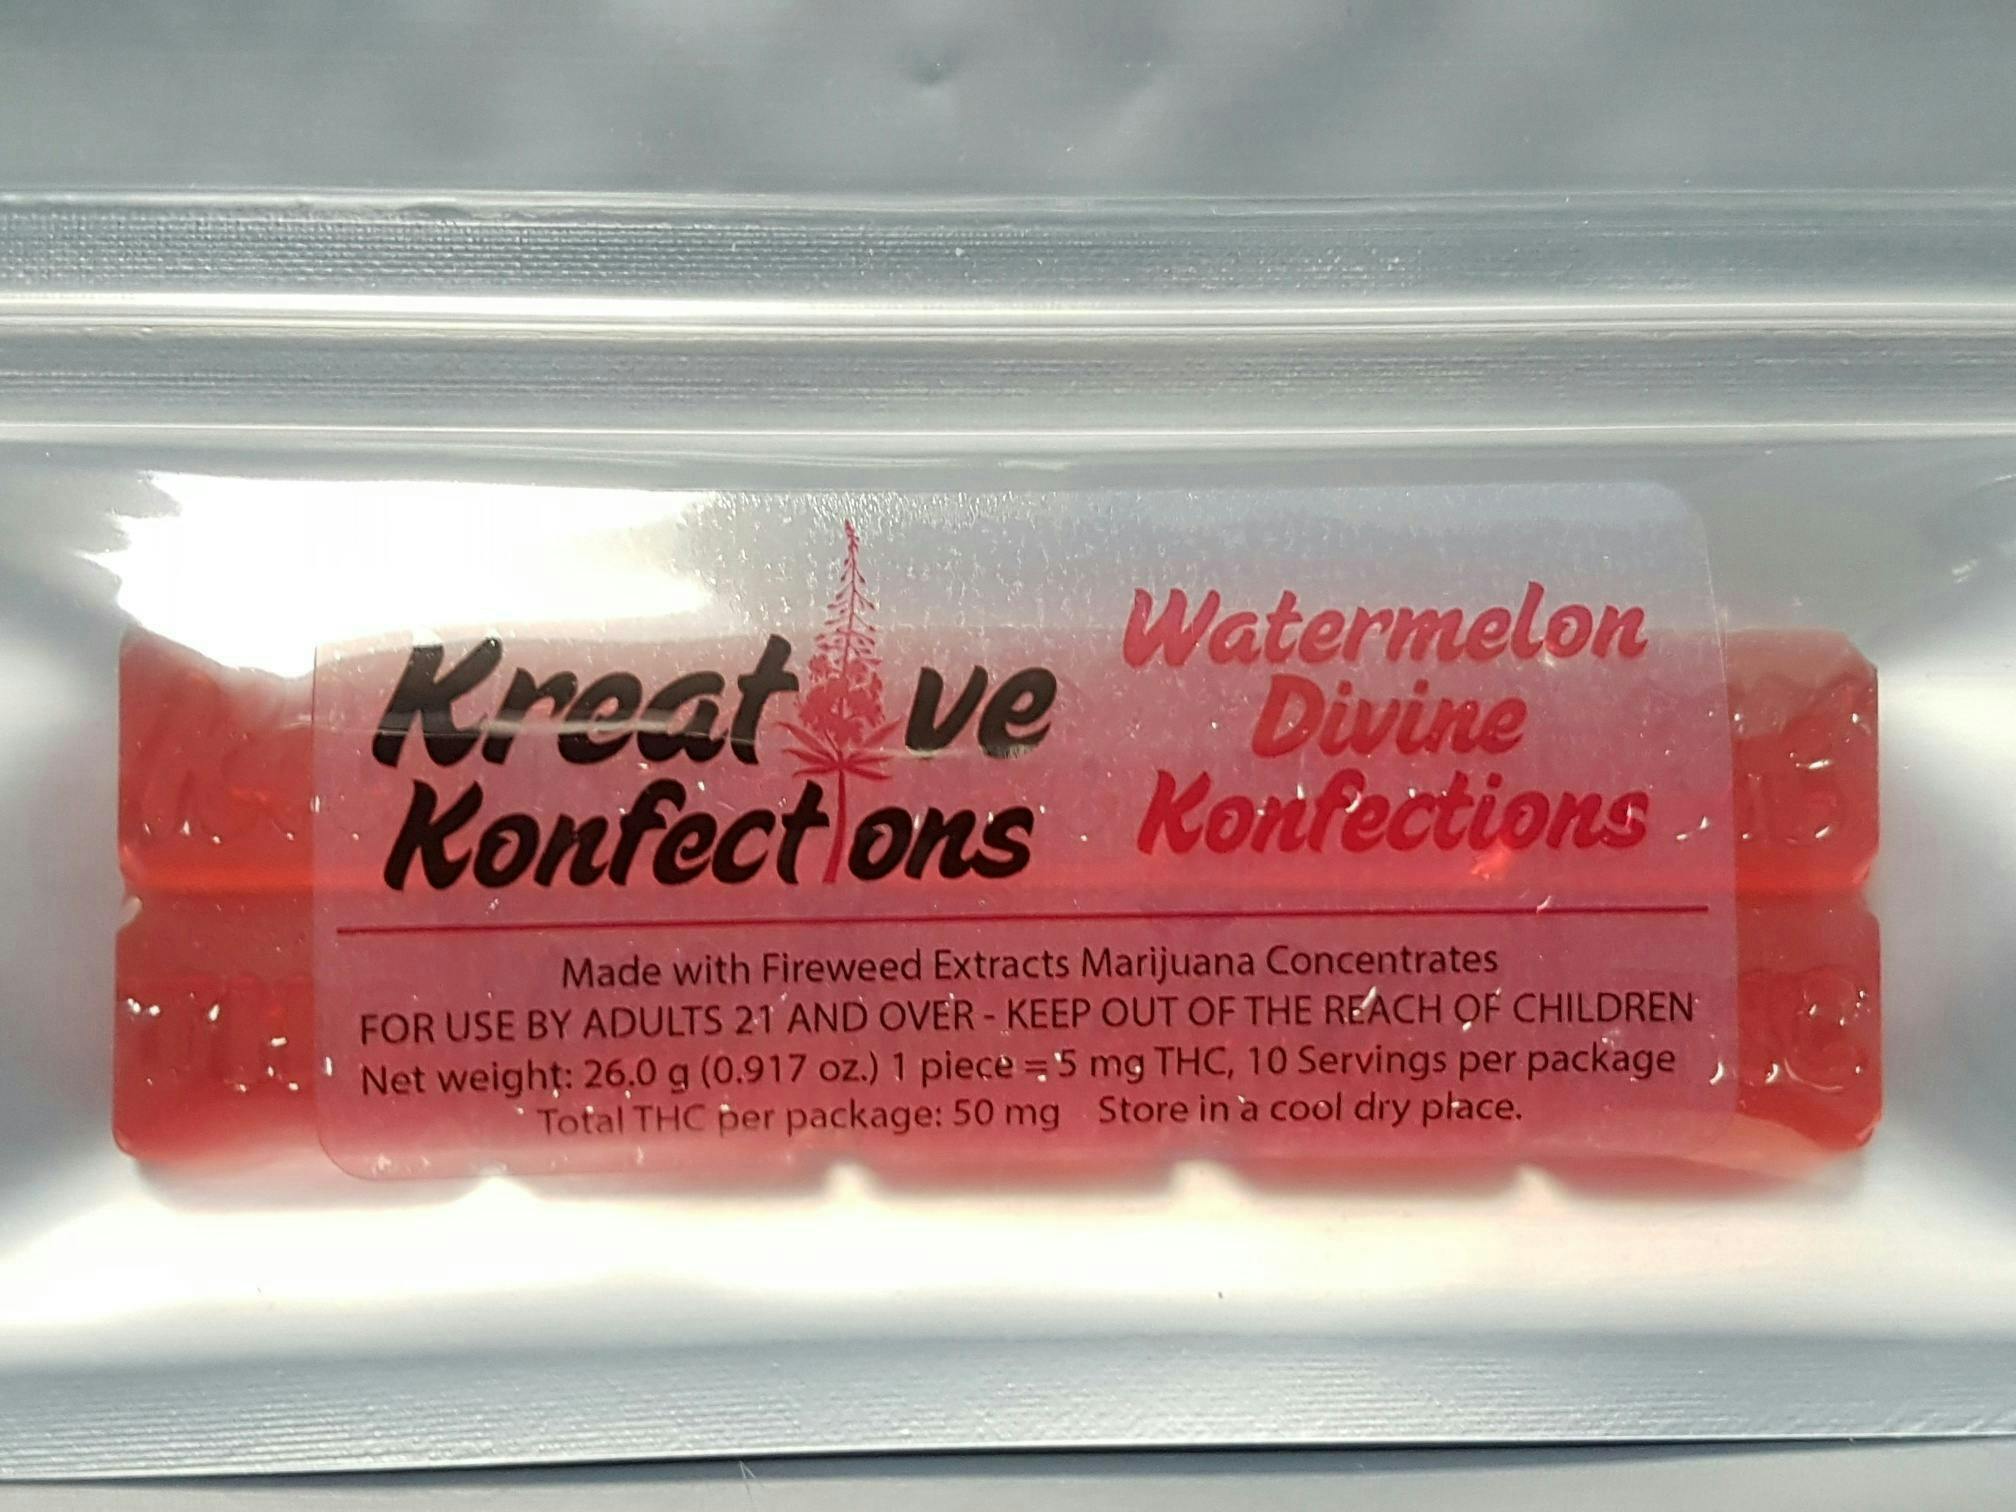 Kreative
Konfections
Watermelon
Divine
Konfections
Made with Fireweed Extracts Marijuana Concentrates
FOR USE BY ADULTS 21 AND OVER - KEEP OUT OF THE REACH OF CHILDREN
Net weight: 26.0 g (0.917 oz.) 1 piece = 5 mg THC, 10 Servings per package
Total THC per package: 50 mg Store in a cool dry place.